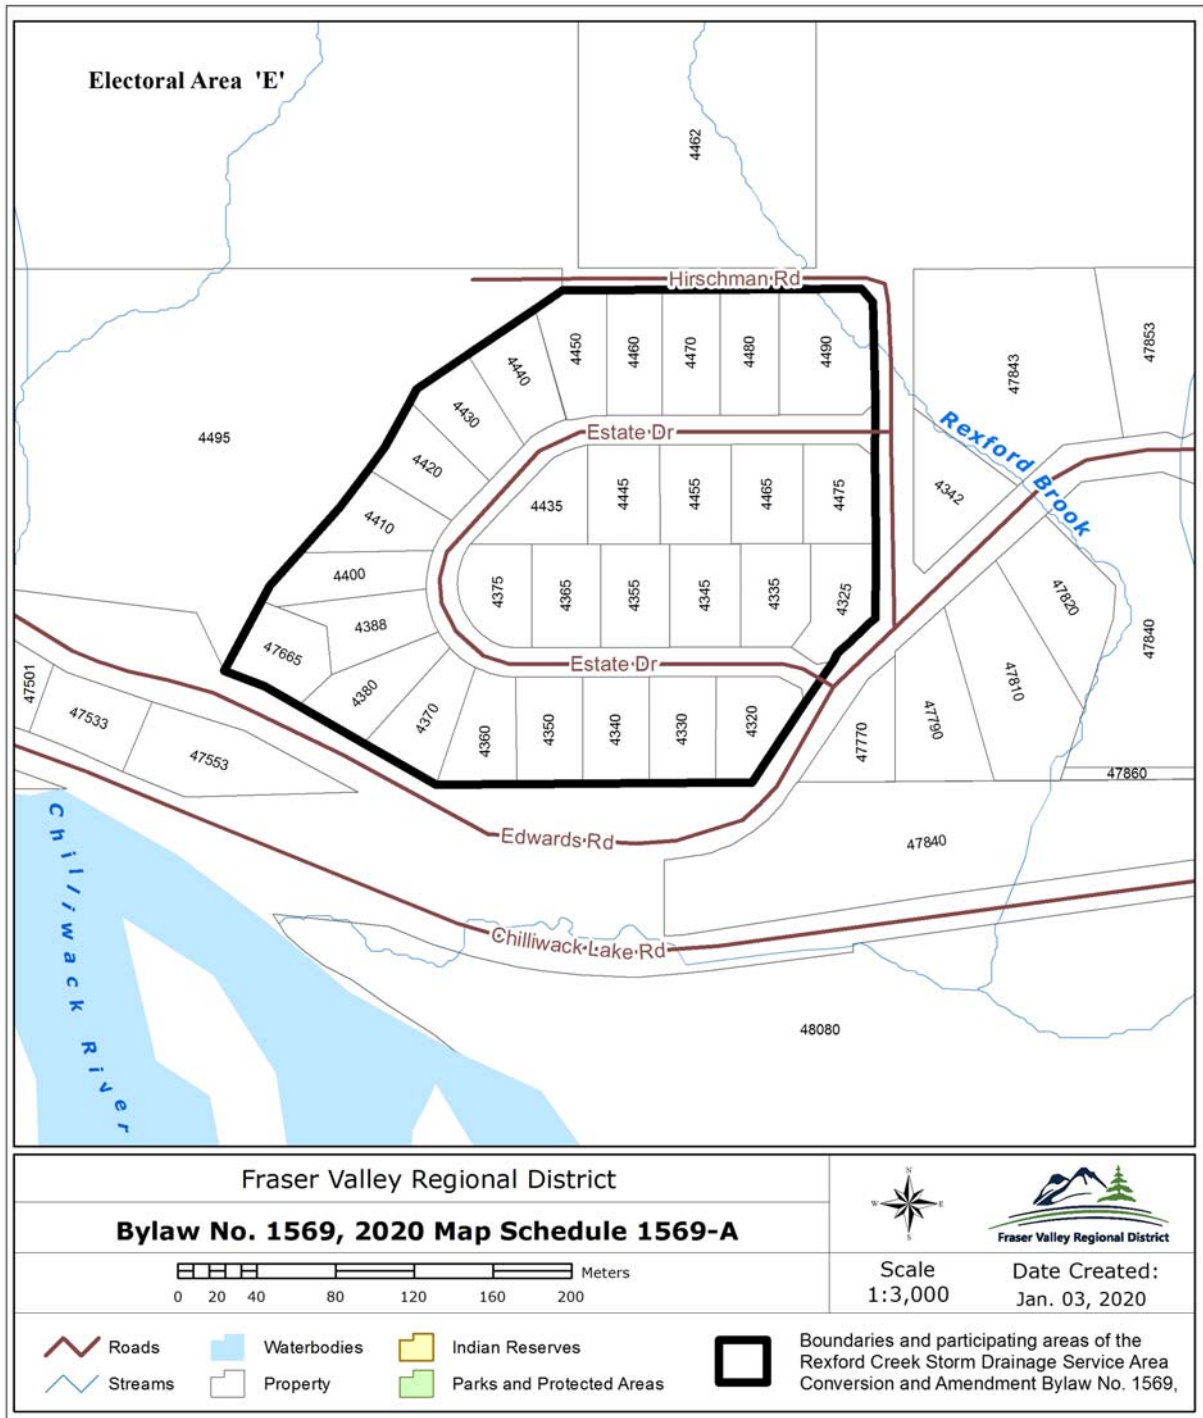 Electoral Area 'E'
4462
Hirschman Rd
4450
4460
4470
4480
4490
4440
4430
4420
4410
4400
4388
47665
4380
4370
4360
4350
4340
4330
4320
4495
Estate Dr
4435
4445
4455
4465
4475
4375
4365
4355
4345
4335
4325
Estate Dr
47843
47853
Rexford Brook
4342
47820
47840
47810
47790
47770
47860
47840
47501
47533
47553
Edwards Rd
Chilliwack Lake Rd
Chilliwack River
48080
Fraser Valley Regional District
Bylaw No. 1569, 2020 Map Schedule 1569-A
Meters
0 20 40 80 120 160 200
N
W E
S
Fraser Valley Regional District
Scale
1:3,000
Date Created:
Jan. 03, 2020
Roads
Streams
Waterbodies
Property
Indian Reserves
Parks and Protected Areas
Boundaries and participating areas of the
Rexford Creek Storm Drainage Service Area
Conversion and Amendment Bylaw No. 1569,